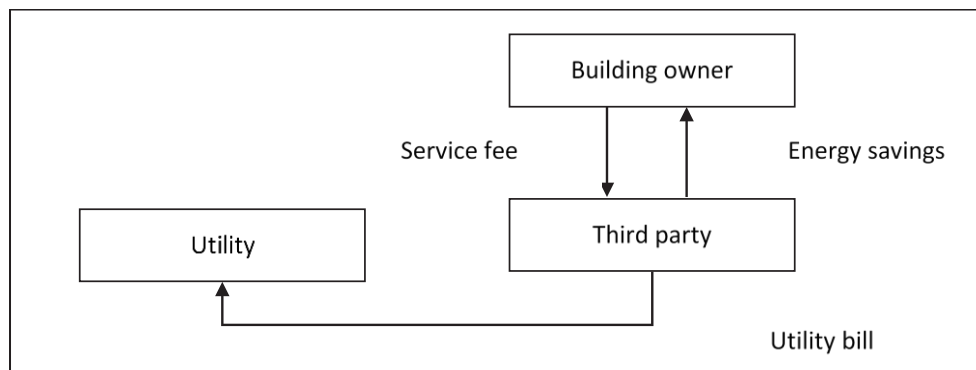 Building owner
Service fee
Energy savings
Third party
Utility
Utility bill